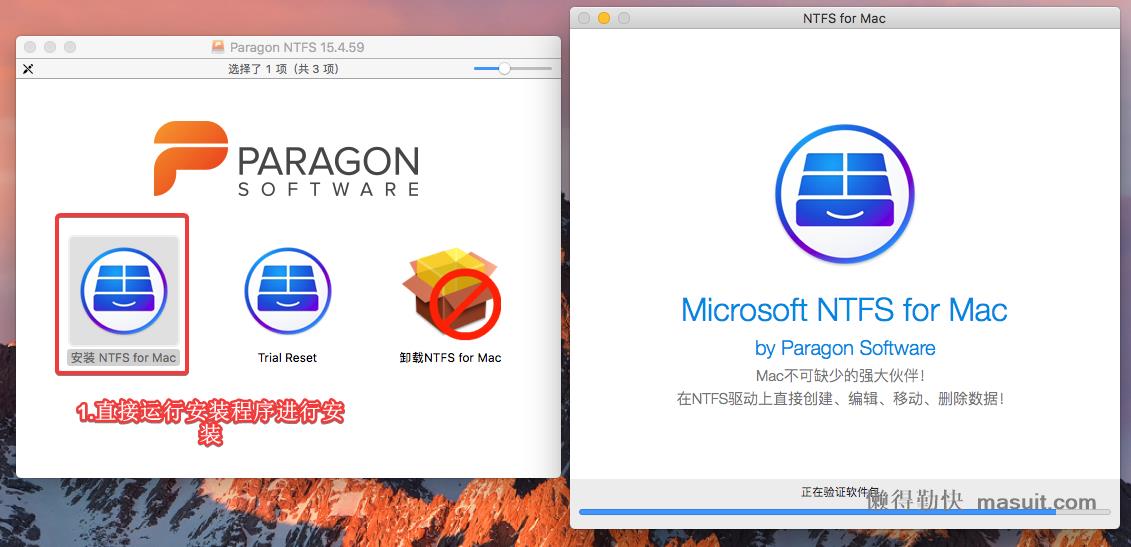 Paragon NTFS 15.4.59
选择了 1 项（共 3 项）
PARAGON
SOFTWARE
安装 NTFS for Mac
Trial Reset
卸载NTFS for Mac
1.直接运行安装程序进行安
装
NTFS for Mac
Microsoft NTFS for Mac
by Paragon Software
Mac不可缺少的强大伙伴！
在NTFS驱动上直接创建、编辑、移动、删除数据！
正在验证软件包
懒得勤快 masuit.com